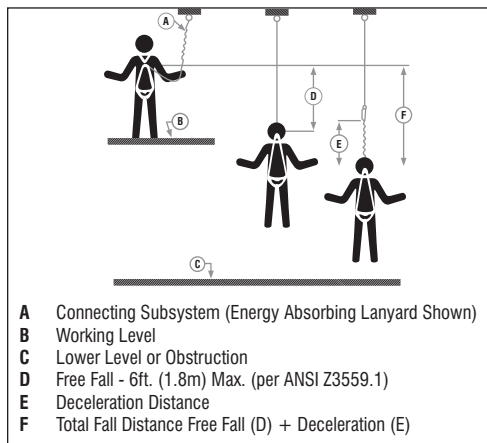 A
B
C
D
E
F
A Connecting Subsystem (Energy Absorbing Lanyard Shown)
B Working Level
C Lower Level or Obstruction
D Free Fall - 6ft. (1.8m) Max. (per ANSI Z3559.1)
E Deceleration Distance
F Total Fall Distance Free Fall (D) + Deceleration (E)